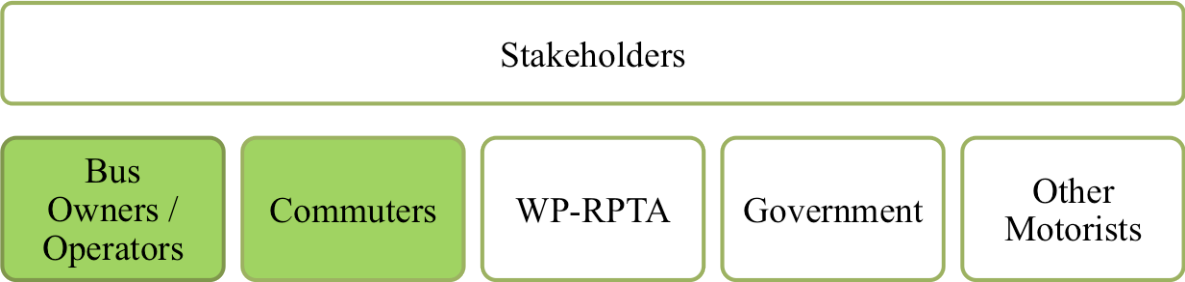 Stakeholders
Bus
Owners /
Operators
Commuters
WP-RPTA
Government
Other
Motorists